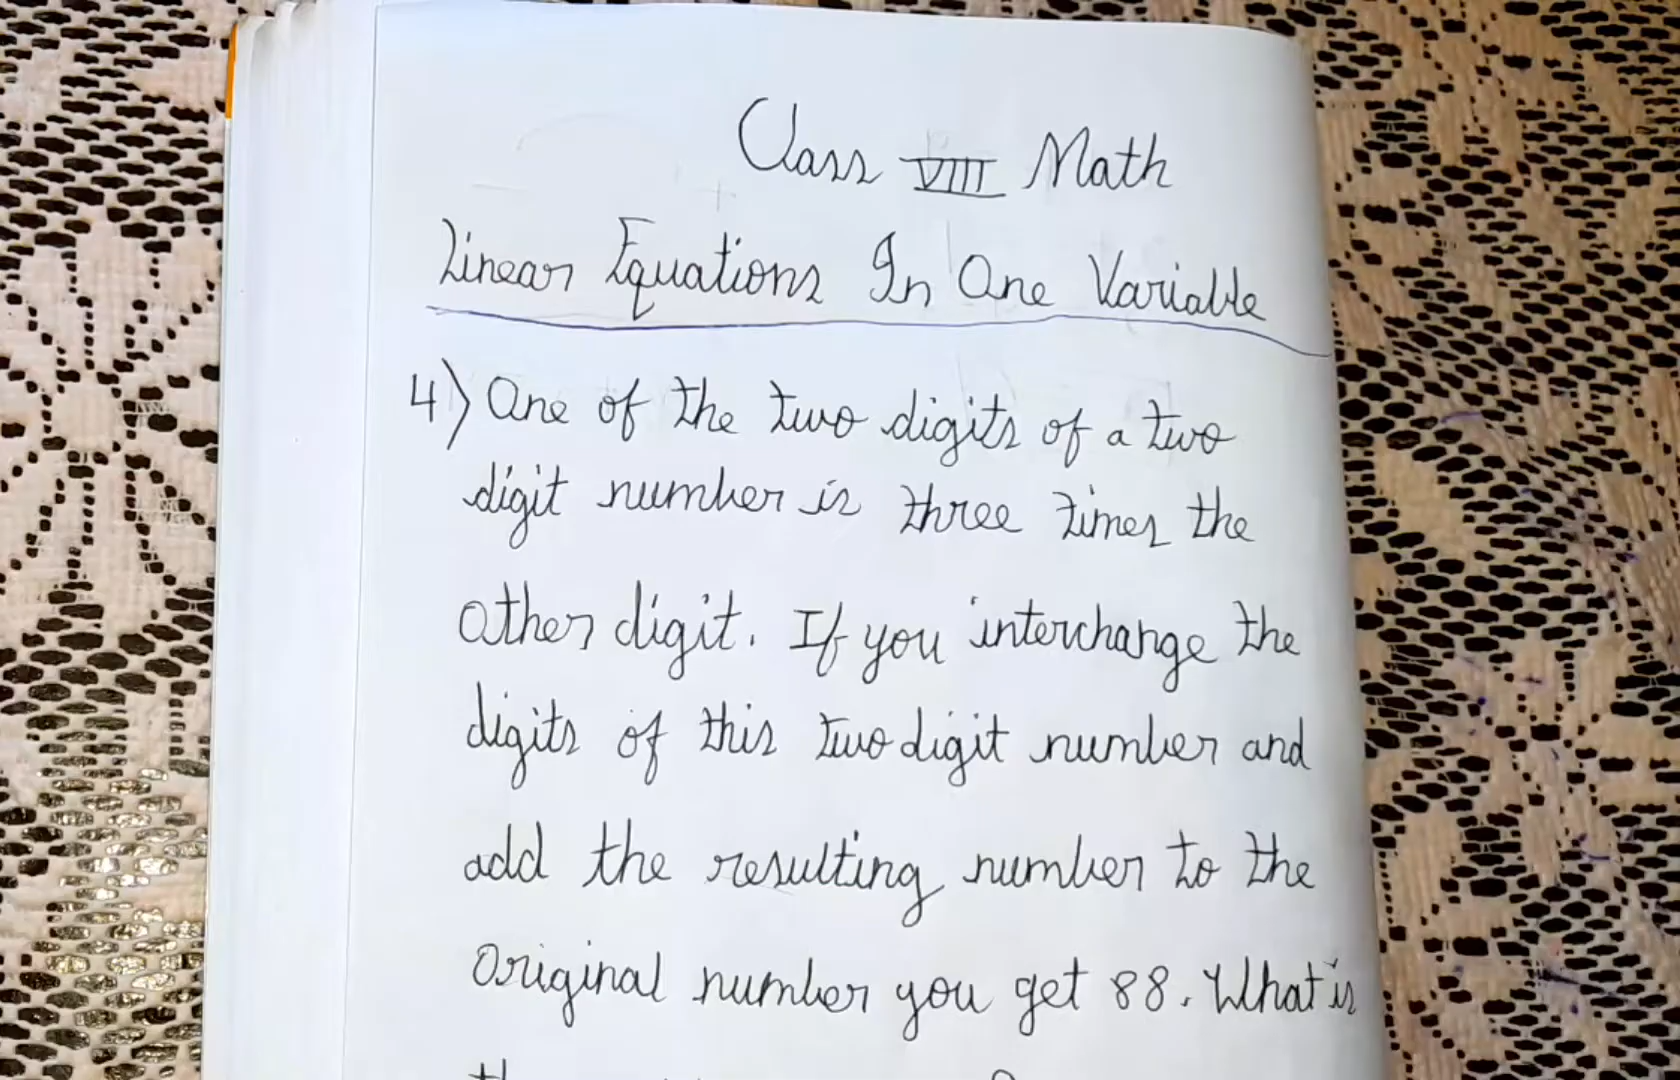 Class VIII Math
Linear Equations In One Variable
4) One of the two digits of a two
digit number is three times the
other digit. If you interchange the
digits of this two digit number and
add the resulting number to the
original number you get 88. What is